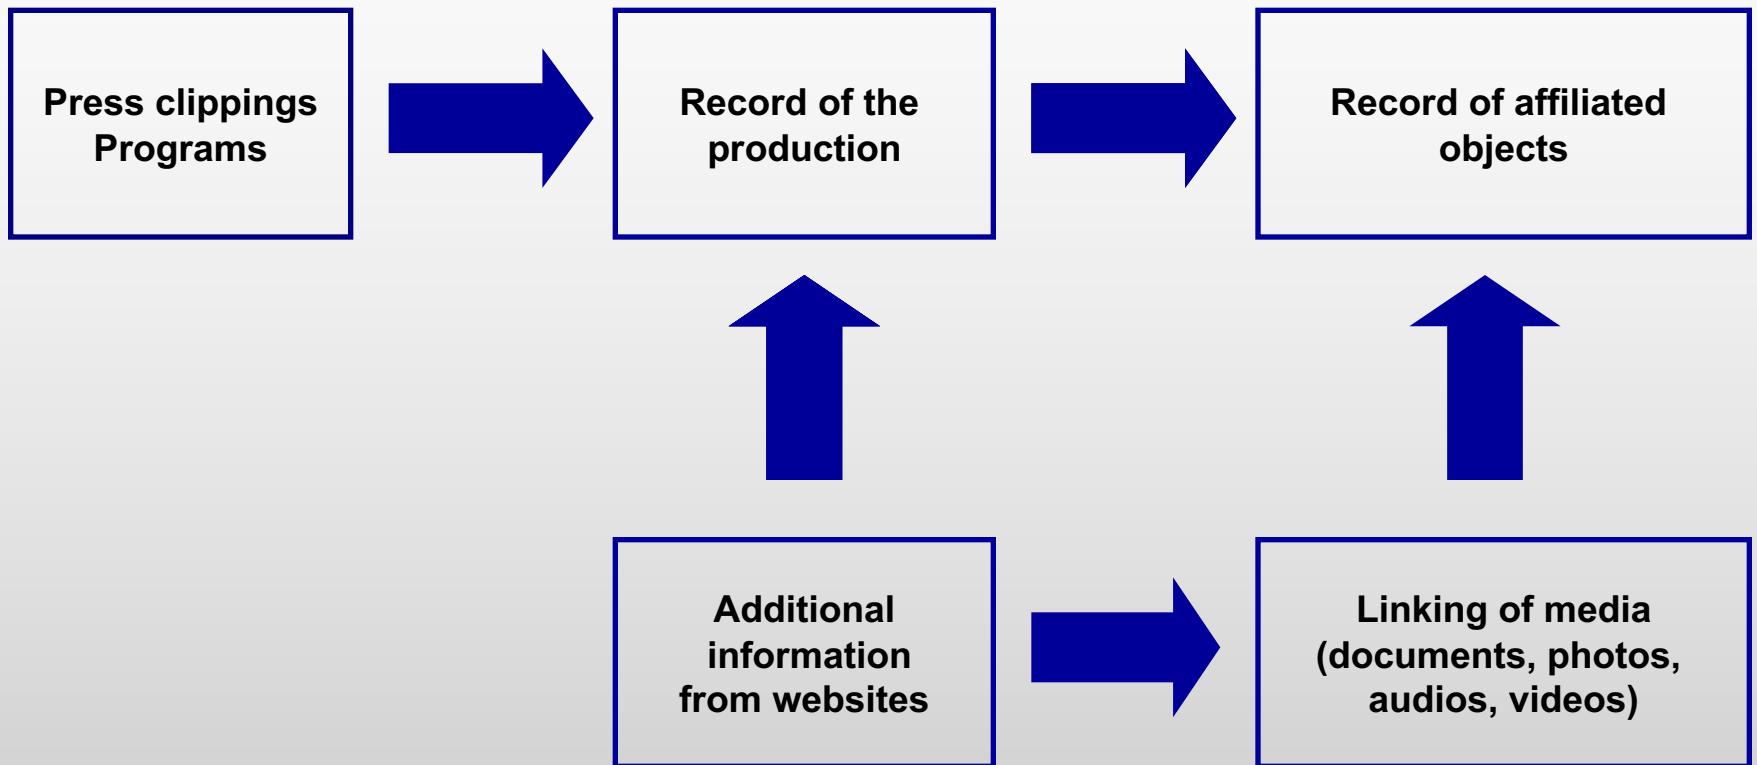 Press clippings
Programs
Record of the
production
Record of affiliated
objects
Additional
information
from websites
Linking of media
(documents, photos,
audios, videos)